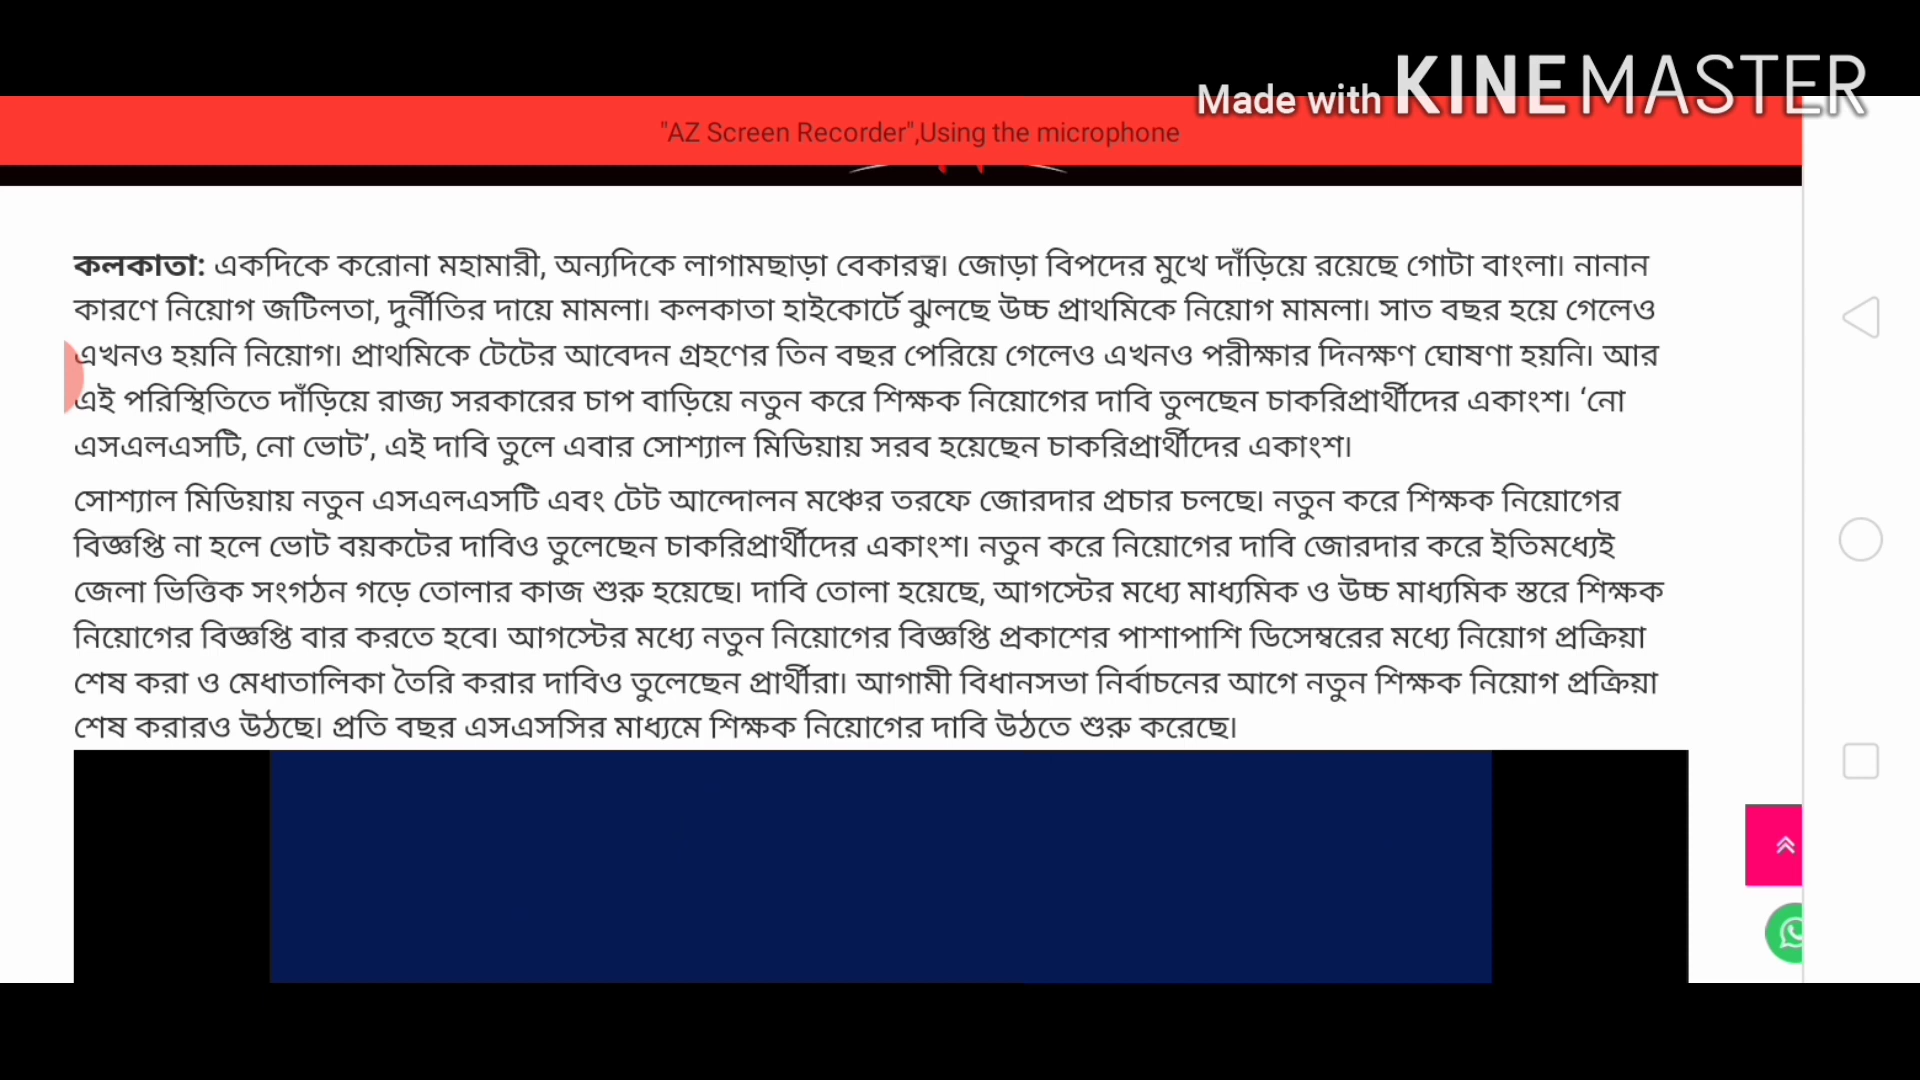 Made with KINEMASTER
"AZ Screen Recorder",Using the microphone
কলকাতা: একদিকে করোনা মহামারী, অন্যদিকে লাগামছাড়া বেকারত্ব। জোড়া বিপদের মুখে দাঁড়িয়ে রয়েছে গোটা বাংলা। নানান
কারণে নিয়োগ জটিলতা, দুর্নীতির দায়ে মামলা। কলকাতা হাইকোর্টে ঝুলছে উচ্চ প্রাথমিকে নিয়োগ মামলা। সাত বছর হয়ে গেলেও
এখনও হয়নি নিয়োগ। প্রাথমিকে টেটের আবেদন গ্রহণের তিন বছর পেরিয়ে গেলেও এখনও পরীক্ষার দিনক্ষণ ঘোষণা হয়নি। আর
এই পরিস্থিতিতে দাঁড়িয়ে রাজ্য সরকারের চাপ বাড়িয়ে নতুন করে শিক্ষক নিয়োগের দাবি তুলছেন চাকরিপ্রার্থীদের একাংশ। ‘নো
এসএলএসটি, নো ভোট’, এই দাবি তুলে এবার সোশ্যাল মিডিয়ায় সরব হয়েছেন চাকরিপ্রার্থীদের একাংশ।
সোশ্যাল মিডিয়ায় নতুন এসএলএসটি এবং টেট আন্দোলন মঞ্চের তরফে জোরদার প্রচার চলছে। নতুন করে শিক্ষক নিয়োগের
বিজ্ঞপ্তি না হলে ভোট বয়কটের দাবিও তুলেছেন চাকরিপ্রার্থীদের একাংশ। নতুন করে নিয়োগের দাবি জোরদার করে ইতিমধ্যেই
জেলা ভিত্তিক সংগঠন গড়ে তোলার কাজ শুরু হয়েছে। দাবি তোলা হয়েছে, আগস্টের মধ্যে মাধ্যমিক ও উচ্চ মাধ্যমিক স্তরে শিক্ষক
নিয়োগের বিজ্ঞপ্তি বার করতে হবে। আগস্টের মধ্যে নতুন নিয়োগের বিজ্ঞপ্তি প্রকাশের পাশাপাশি ডিসেম্বরের মধ্যে নিয়োগ প্রক্রিয়া
শেষ করা ও মেধাতালিকা তৈরি করার দাবিও তুলেছেন প্রার্থীরা। আগামী বিধানসভা নির্বাচনের আগে নতুন শিক্ষক নিয়োগ প্রক্রিয়া
শেষ করারও উঠছে। প্রতি বছর এসএসসির মাধ্যমে শিক্ষক নিয়োগের দাবি উঠতে শুরু করেছে।